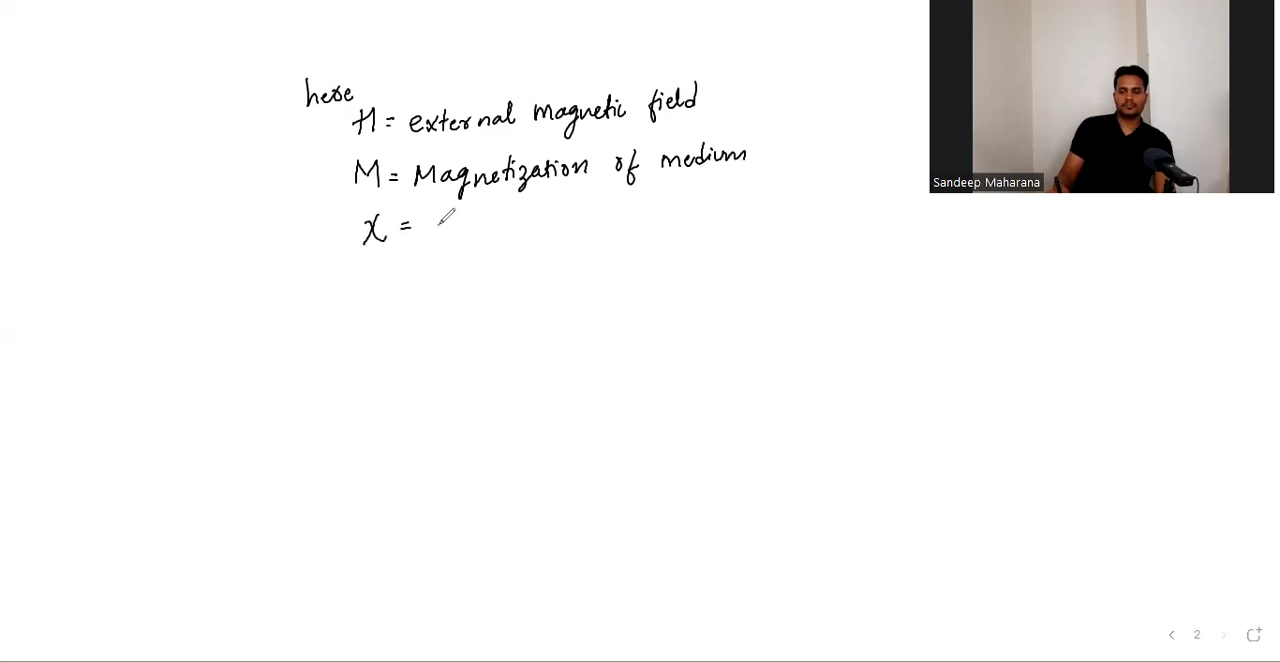 here
H = external magnetic field
M = Magnetization of medium
χ =
Sandeep Maharana
2